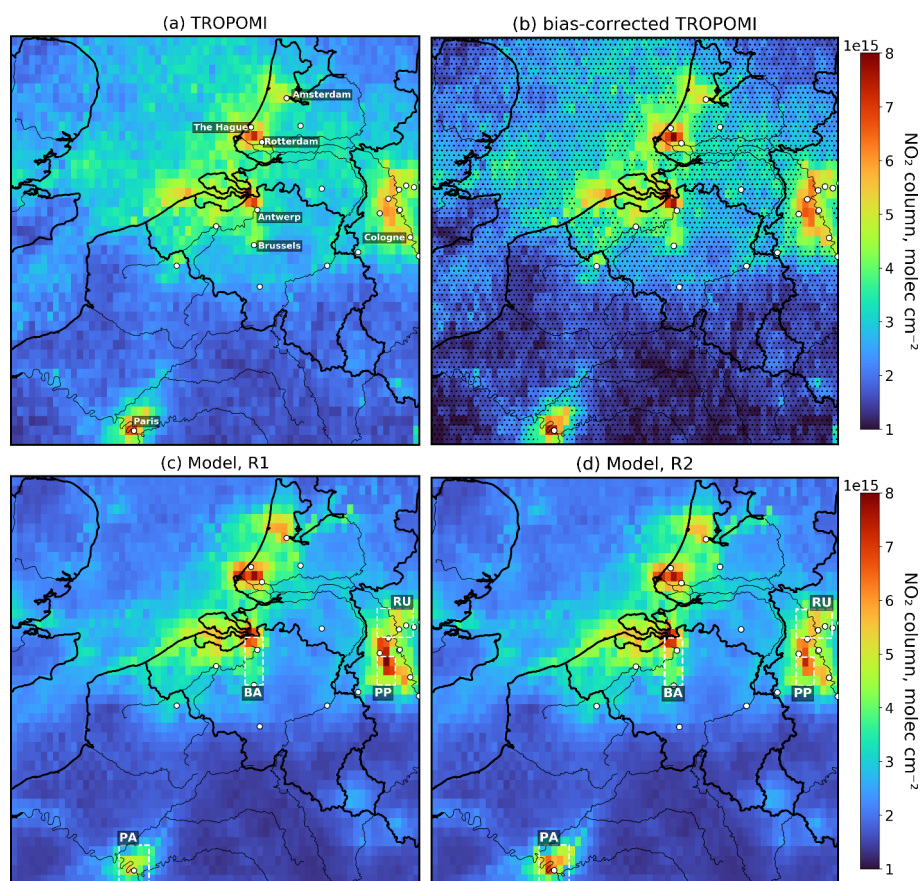 (a) TROPOMI
(b) bias-corrected TROPOMI
Amsterdam
The Hague
Rotterdam
Antwerp
Brussels
Cologne
Paris
1e15
8
7
6
5
4
3
2
1
NO₂ column, molec cm⁻²
(c) Model, R1
(d) Model, R2
RU
BA
PP
PA
RU
BA
PP
PA
1e15
8
7
6
5
4
3
2
1
NO₂ column, molec cm⁻²